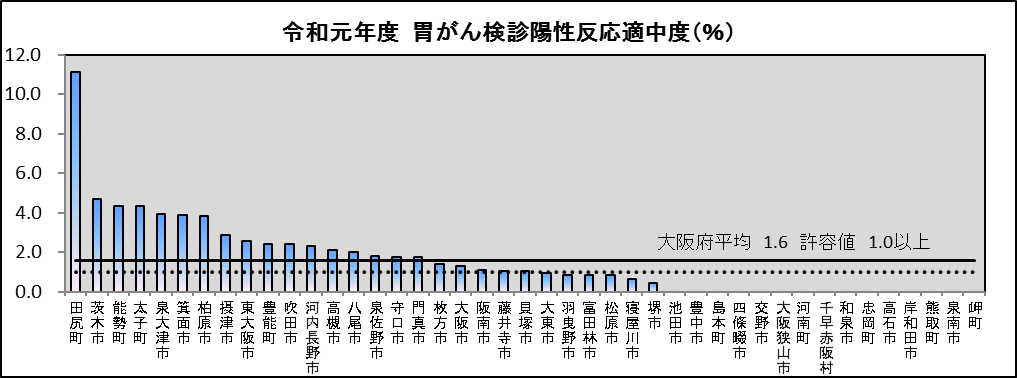 令和元年度 胃がん検診陽性反応適中度(%)
12.0
10.0
8.0
6.0
4.0
2.0
0.0
大阪府平均 1.6 許容値 1.0以上
田尻町
茨木市
能勢町
太子町
泉大津市
箕面市
柏原市
摂津市
東大阪市
豊能町
吹田市
河内長野市
高槻市
八尾市
泉佐野市
守口市
門真市
枚方市
大阪市
阪南市
藤井寺市
貝塚市
大東市
羽曳野市
富田林市
松原市
寝屋川市
堺市
池田市
豊中市
島本町
四條畷市
交野市
大阪狭山市
河南町
千早赤阪村
和泉市
忠岡町
高石市
岸和田市
熊取町
泉南市
岬町